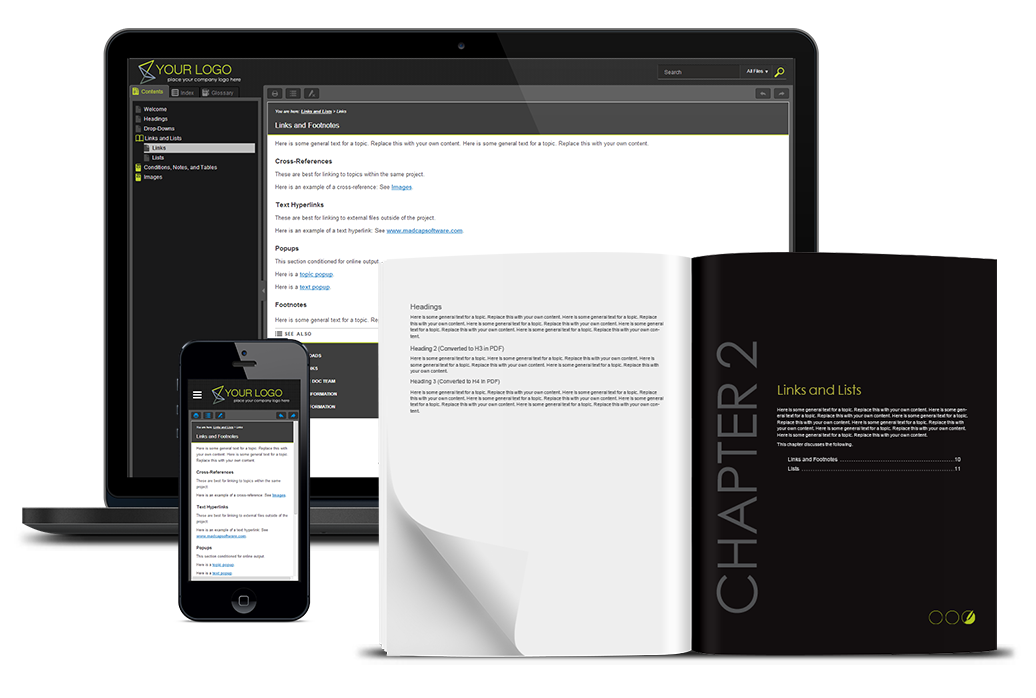 YOUR LOGO
place your company logo here
Search
All Files
Contents
Index
Glossary
Welcome
Headings
Drop-Downs
Links and Lists
Links
Lists
Conditions, Notes, and Tables
Images
You are here: Links and Lists > Links
Links and Footnotes
Here is some general text for a topic. Replace this with your own content. Here is some general text for a topic. Replace this with your own content.
Cross-References
These are best for linking to topics within the same project.
Here is an example of a cross-reference: See Images
Text Hyperlinks
These are best for linking to external files outside of the project.
Here is an example of a text hyperlink: See www.madcapsoftware.com.
Popups
This section conditioned for online output.
Here is a topic popup.
Here is a text popup.
Footnotes
Here is some general text for a topic. Rep
SEE ALSO
OADS
KS
DOC TEAM
FORMATION
FORMATION
YOUR LOGO
place your company logo here
You are here: Links and Lists > Links
Links and Footnotes
Here is some general text for a topic. Replace this with
your own content. Here is some general text for a topic.
Replace this with your own content.
Cross-References
These are best for linking to topics within the same
project.
Here is an example of a cross-reference: See Images
Text Hyperlinks
These are best for linking to external files outside of the
project.
Here is an example of a text hyperlink: See
www.madcapsoftware.com.
Popups
This section conditioned for online output.
Here is a topic popup.
Here is a text popup.
Headings
Here is some general text for a topic. Replace this with your own content. Here is some general text for a topic. Replace
this with your own content. Here is some general text for a topic. Replace this with your own content. Here is some general
text for a topic. Replace this with your own content. Here is some general text for a topic. Replace this with your own con-
tent.
Heading 2 (Converted to H3 in PDF)
Here is some general text for a topic. Here is some general text for a topic. Replace this with your own content. Here is
some general text for a topic. Replace this with your own content. Here is some general text for a topic. Replace this with
your own content.
Heading 3 (Converted to H4 in PDF)
Here is some general text for a topic. Replace this with your own content. Here is some general text for a topic. Replace
this with your own content. Here is some general text for a topic. Replace this with your own content. Here is some general
text for a topic. Replace this with your own content. Here is some general text for a topic. Replace this with your own con-
tent.
CHAPTER 2
Links and Lists
Here is some general text for a topic. Replace this with your own content. Here is some gen-
eral text for a topic. Replace this with your own content. Here is some general text for a topic.
Replace this with your own content. Here is some general text for a topic. Replace this with
your own content. Here is some general text for a topic. Replace this with your own content.
Here is some general text for a topic. Replace this with your own content.
This chapter discusses the following.
Links and Footnotes 10
Lists 11